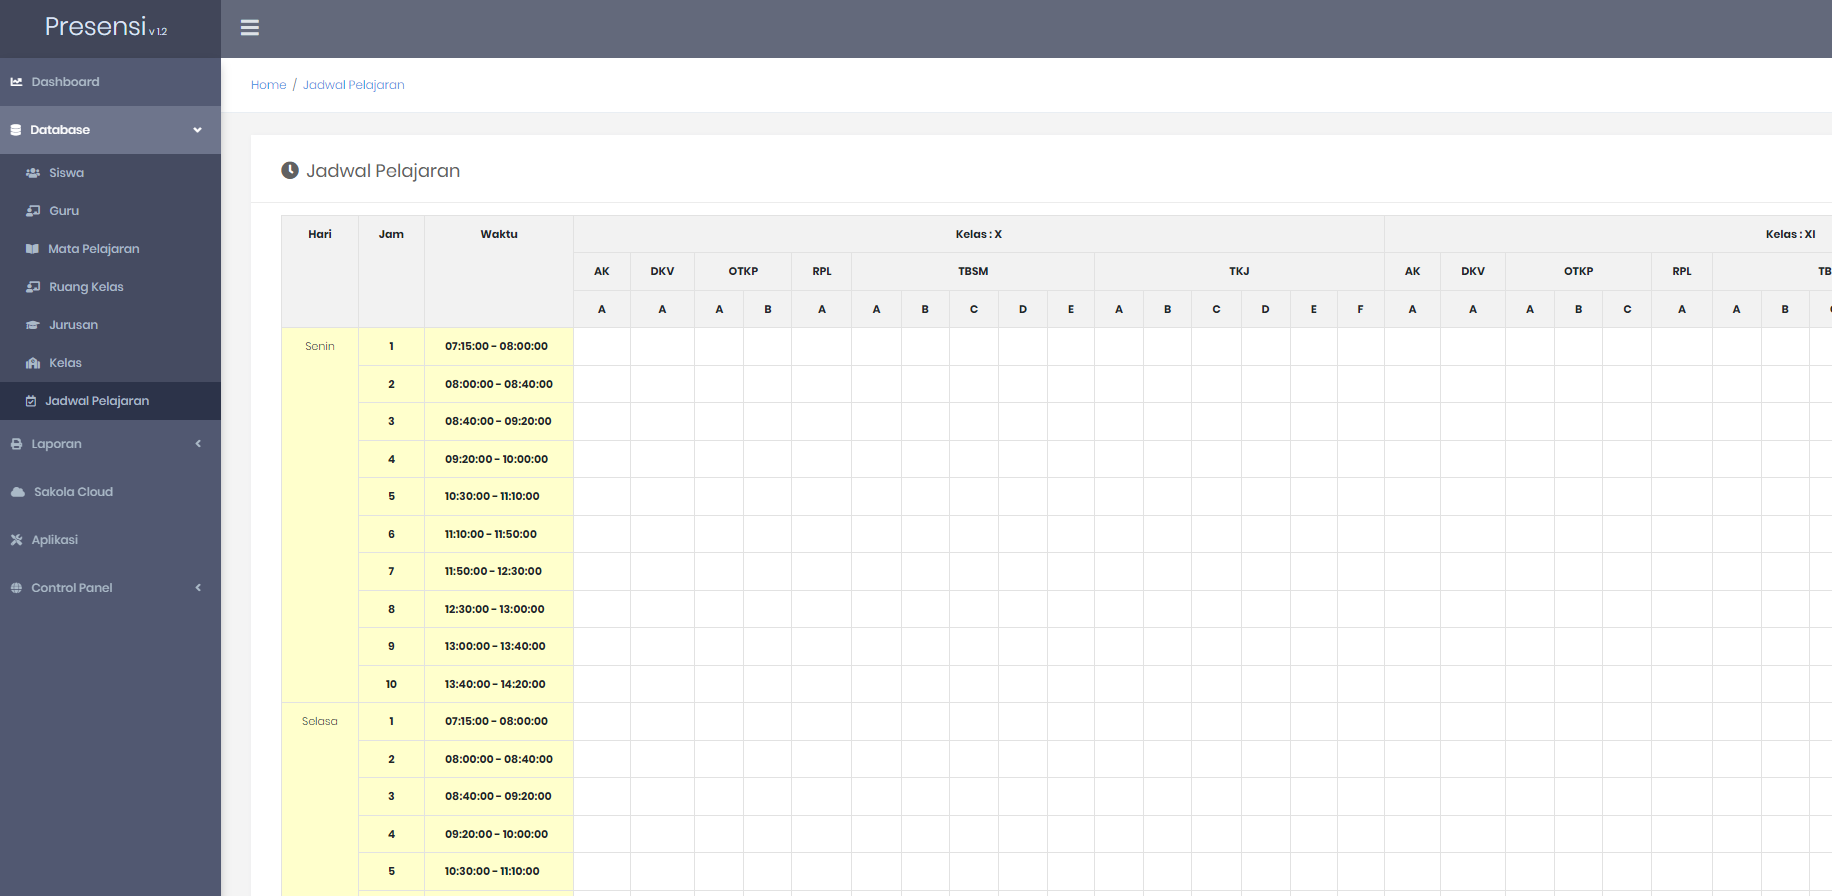 Presensi v 1.2
Dashboard
Database
Siswa
Guru
Mata Pelajaran
Ruang Kelas
Jurusan
Kelas
Jadwal Pelajaran
Laporan
Sakola Cloud
Aplikasi
Control Panel
Home / Jadwal Pelajaran
Jadwal Pelajaran
Hari Jam Waktu Kelas : X Kelas : XI
AK DKV OTKP RPL TBSM TKJ AK DKV OTKP RPL
A A A B A A B C D E A B C D E F A A A B C A A B
Senin 1 07:15:00 - 08:00:00
2 08:00:00 - 08:40:00
3 08:40:00 - 09:20:00
4 09:20:00 - 10:00:00
5 10:30:00 - 11:10:00
6 11:10:00 - 11:50:00
7 11:50:00 - 12:30:00
8 12:30:00 - 13:00:00
9 13:00:00 - 13:40:00
10 13:40:00 - 14:20:00
Selasa 1 07:15:00 - 08:00:00
2 08:00:00 - 08:40:00
3 08:40:00 - 09:20:00
4 09:20:00 - 10:00:00
5 10:30:00 - 11:10:00